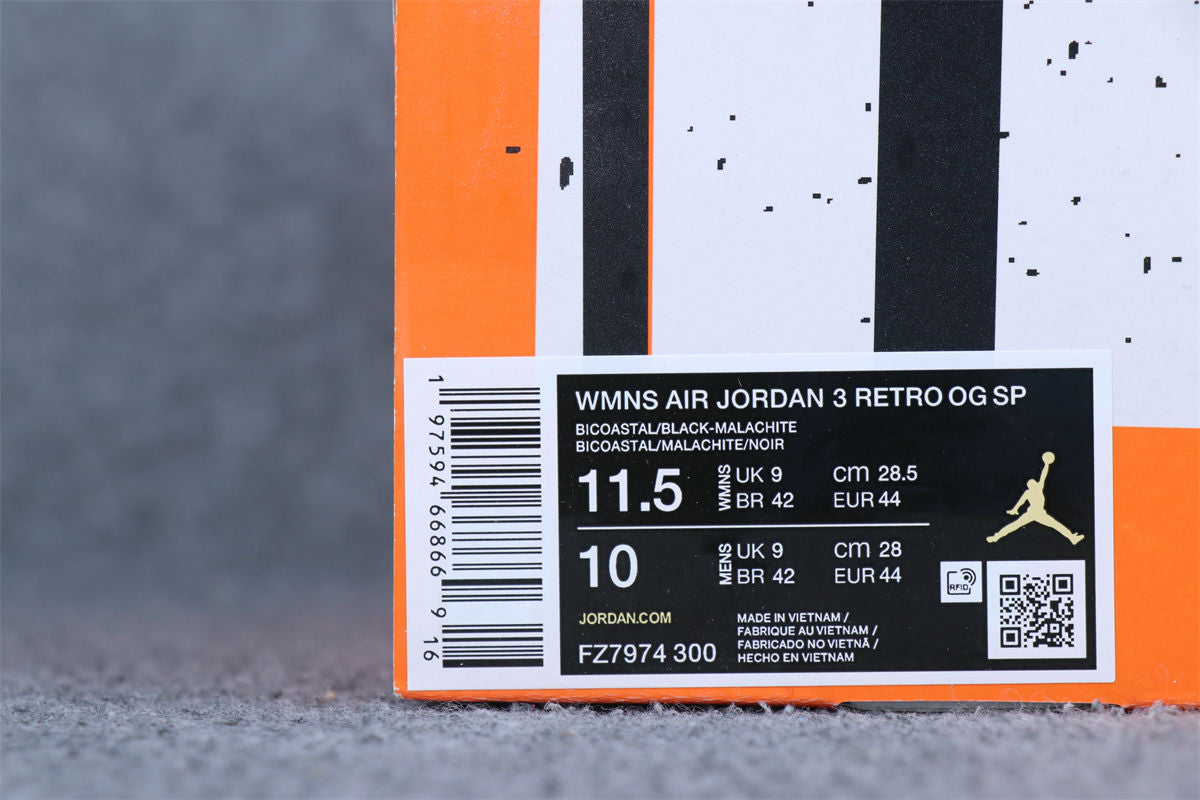 1 97594 66866 9 16
WMNS AIR JORDAN 3 RETRO OG SP
BICOASTAL/BLACK-MALACHITE
BICOASTAL/MALACHITE/NOIR
11.5 WMNS UK 9 CM 28.5
BR 42 EUR 44
10 MENS UK 9 CM 28
BR 42 EUR 44
RFID
JORDAN.COM
FZ7974 300
MADE IN VIETNAM /
FABRIQUE AU VIETNAM /
FABRICADO NO VIETNÃ /
HECHO EN VIETNAM